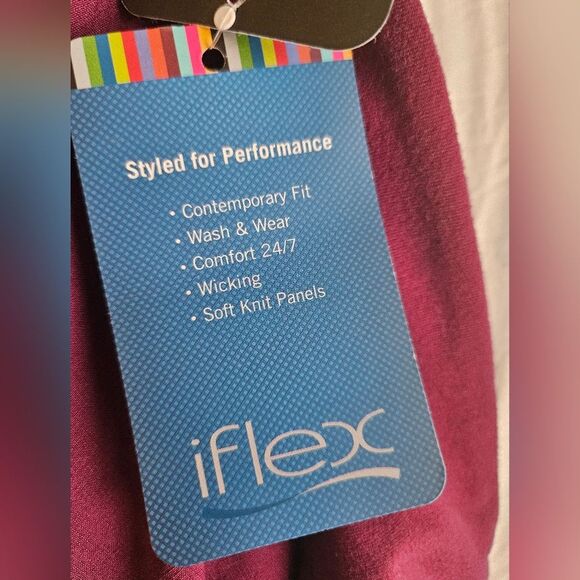 Styled for Performance
• Contemporary Fit
• Wash & Wear
• Comfort 24/7
• Wicking
• Soft Knit Panels
iflex